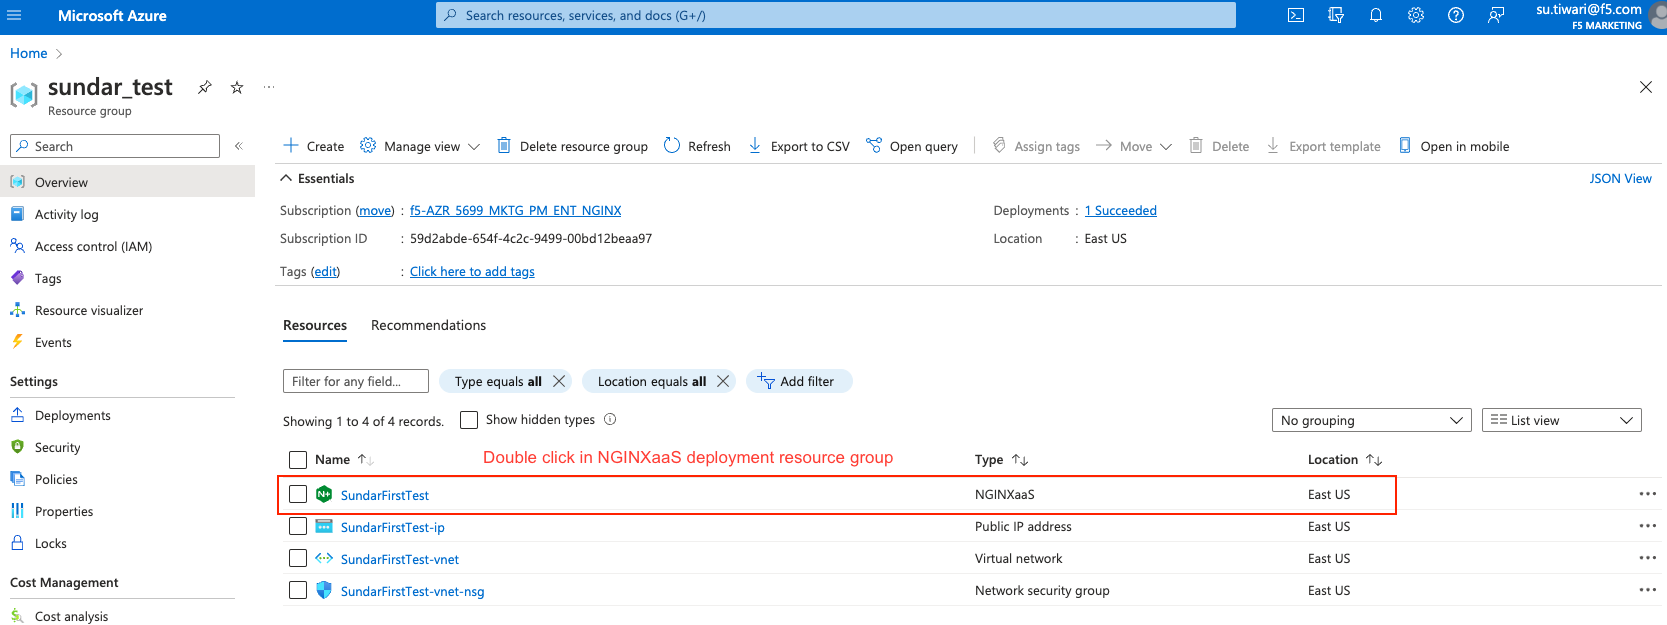 Microsoft Azure
Search resources, services, and docs (G+/)
su.tiwari@f5.com
F5 MARKETING
Home
sundar_test
Resource group
Search
Create
Manage view
Delete resource group
Refresh
Export to CSV
Open query
Assign tags
Move
Delete
Export template
Open in mobile
Overview
Activity log
Access control (IAM)
Tags
Resource visualizer
Events
Settings
Deployments
Security
Policies
Properties
Locks
Cost Management
Cost analysis
Essentials
JSON View
Subscription (move) : f5-AZR_5699_MKTG_PM_ENT_NGINX
Deployments : 1 Succeeded
Subscription ID : 59d2abde-654f-4c2c-9499-00bd12beaa97
Location : East US
Tags (edit) : Click here to add tags
Resources Recommendations
Filter for any field...
Type equals all
Location equals all
Add filter
Showing 1 to 4 of 4 records.
Show hidden types
No grouping
List view
Name
Double click in NGINXaaS deployment resource group
Type
Location
N+ SundarFirstTest NGINXaaS East US
SundarFirstTest-ip Public IP address East US
SundarFirstTest-vnet Virtual network East US
SundarFirstTest-vnet-nsg Network security group East US